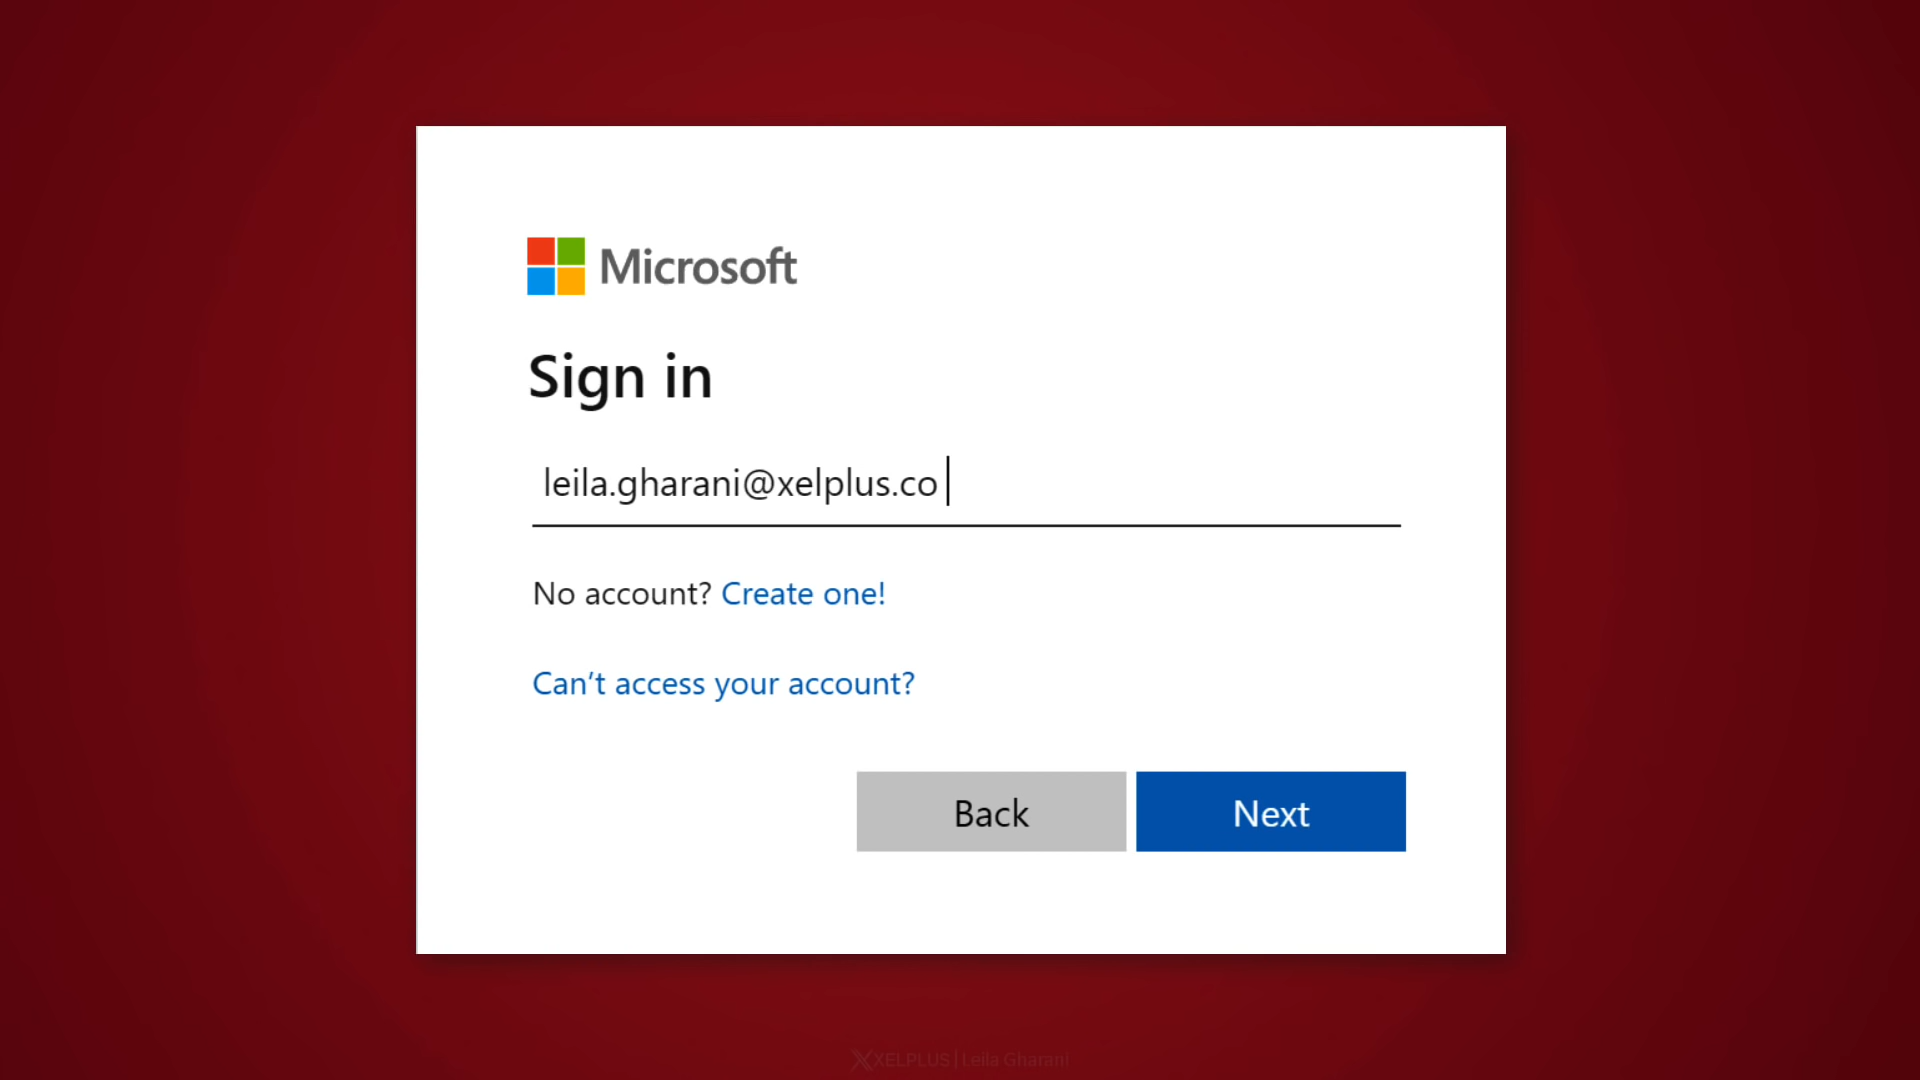 Microsoft
Sign in
leila.gharani@xelplus.co
No account? Create one!
Can't access your account?
Back Next
XELPLUS | Leila Gharani